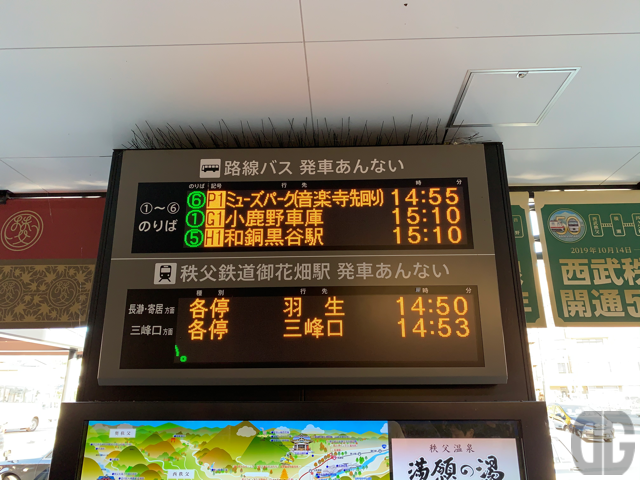 路線バス 発車あんない
のりば 記号 行先 時 分
①〜⑥
のりば
⑥ P1 ミューズパーク(音楽寺先回り) 14:55
① G1 小鹿野車庫 15:10
⑤ H1 和銅黒谷駅 15:10
秩父鉄道御花畑駅 発車あんない
種別 行先 時 分
長瀞・寄居方面 各停 羽生 14:50
三峰口方面 各停 三峰口 14:53
50
2019年10月14日
西武秩
開通5
秩父温泉
満願の湯
DG